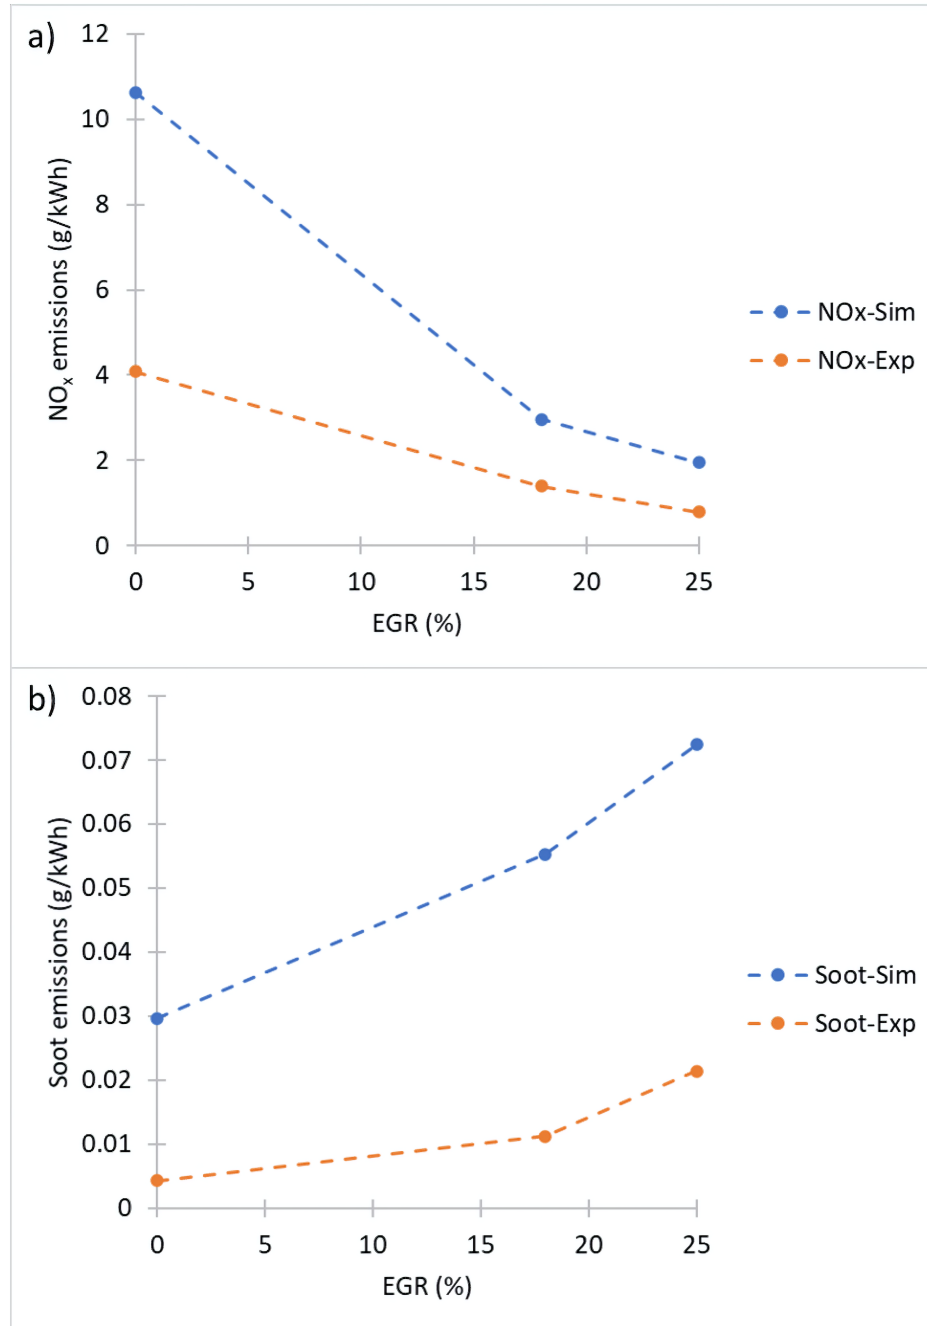 a)
12
10
8
6
4
2
0
NOₓ emissions (g/kWh)
0 5 10 15 20 25
EGR (%)
NOx-Sim
NOx-Exp
b)
0.08
0.07
0.06
0.05
0.04
0.03
0.02
0.01
0
Soot emissions (g/kWh)
0 5 10 15 20 25
EGR (%)
Soot-Sim
Soot-Exp